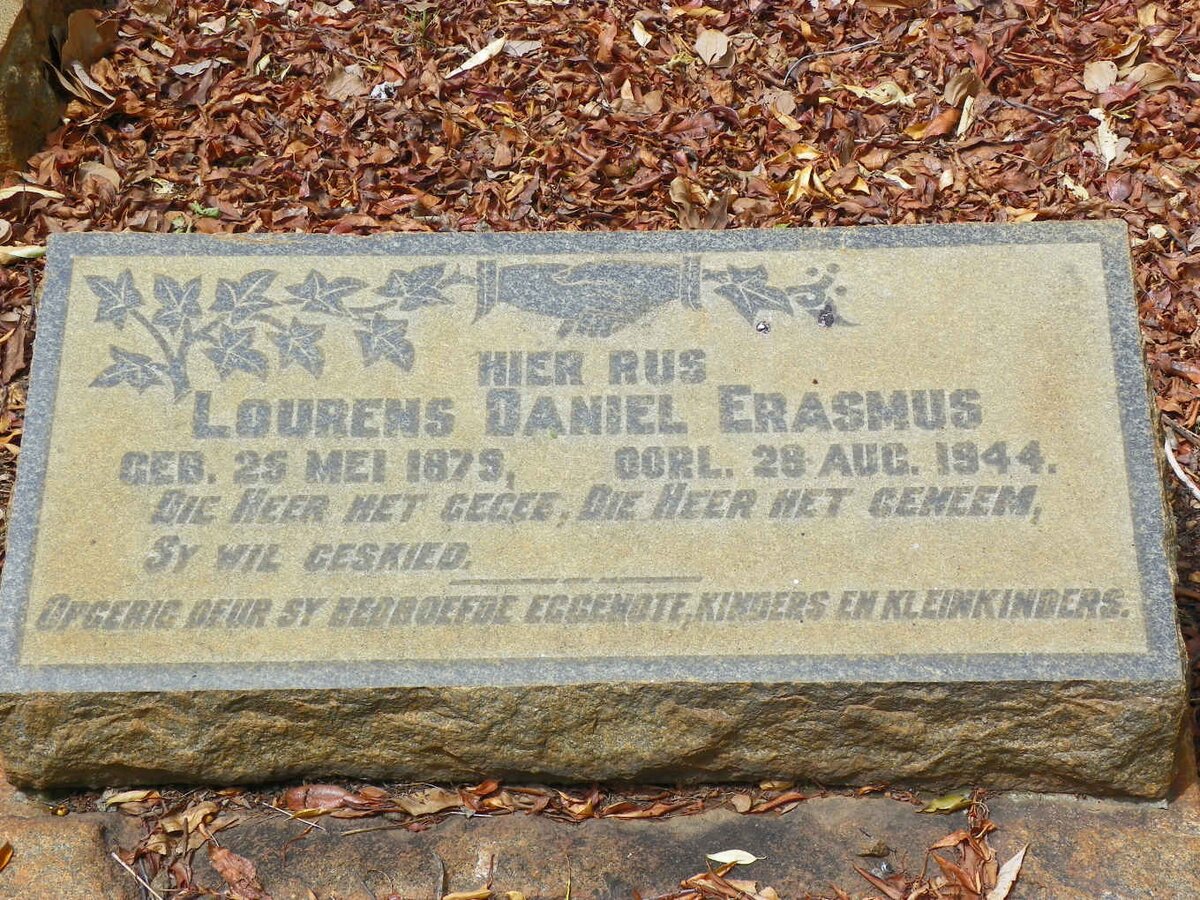 HIER RUS
LOURENS DANIEL ERASMUS
GEB. 25 MEI 1879, OORL. 28 AUG. 1944.
DIE HEER HET GEGEE, DIE HEER HET GENEEM,
SY WIL GESKIED.
OPGERIG DEUR SY BEDROEFDE EGGENOTE, KINDERS EN KLEINKINDERS.